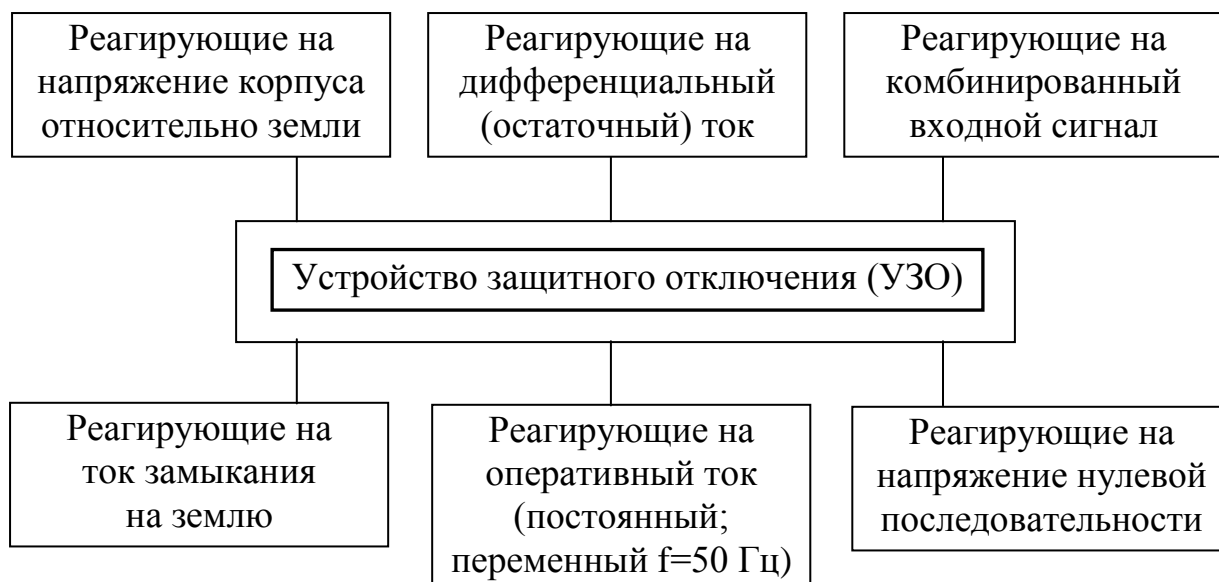 Реагирующие на
напряжение корпуса
относительно земли
Реагирующие на
дифференциальный
(остаточный) ток
Реагирующие на
комбинированный
входной сигнал
Устройство защитного отключения (УЗО)
Реагирующие на
ток замыкания
на землю
Реагирующие на
оперативный ток
(постоянный;
переменный f=50 Гц)
Реагирующие на
напряжение нулевой
последовательности